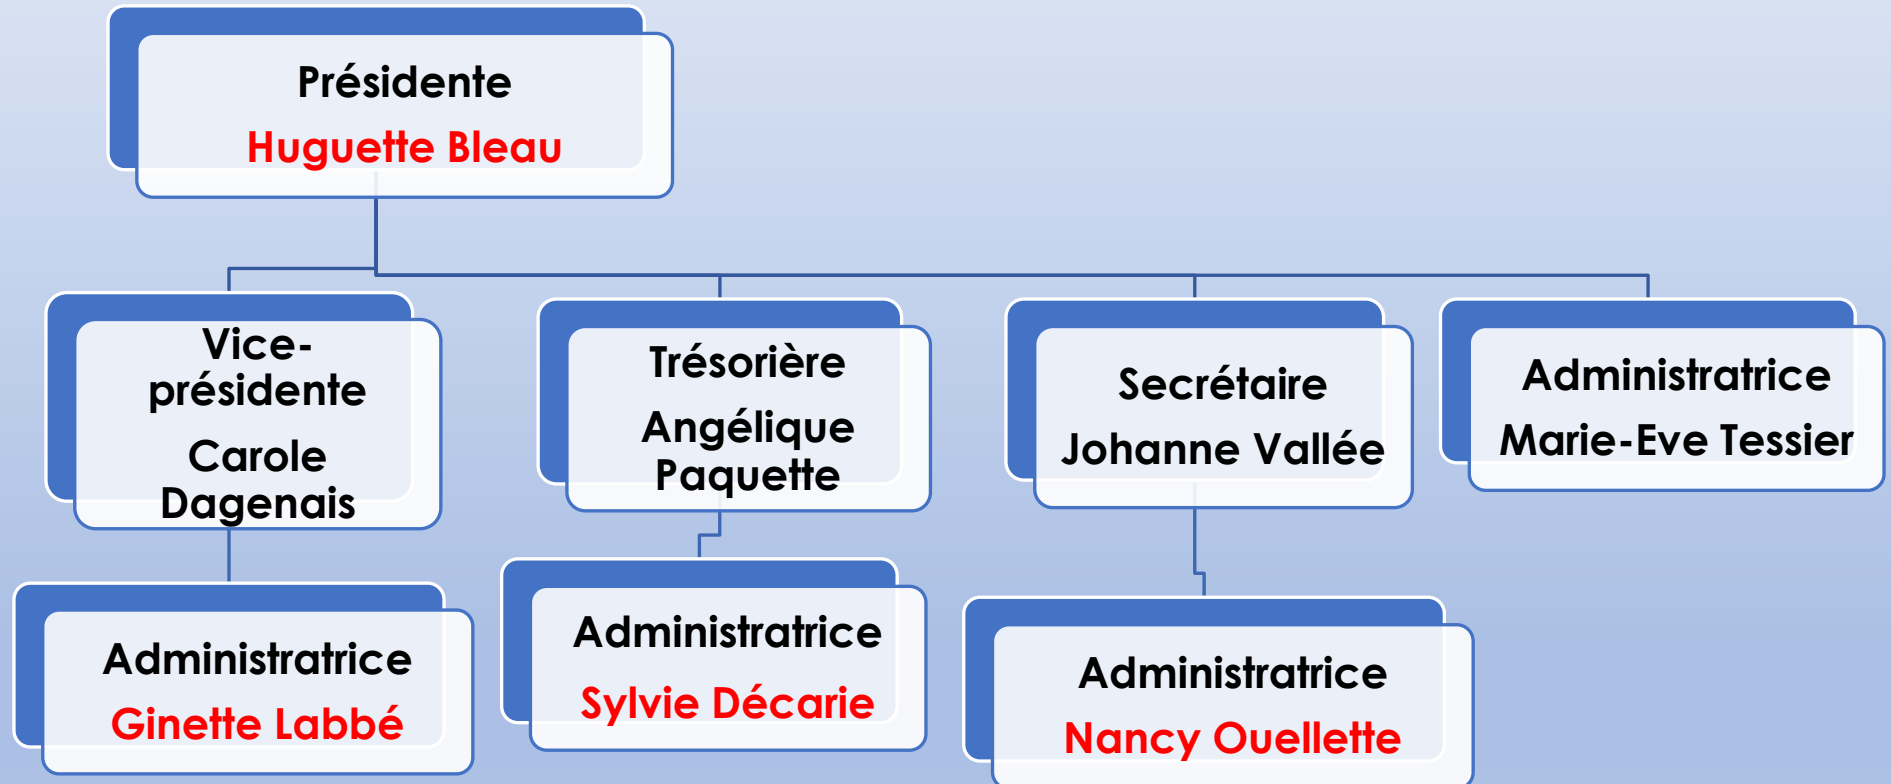 Présidente
Huguette Bleau
Vice-
présidente
Carole
Dagenais
Trésorière
Angélique
Paquette
Secrétaire
Johanne Vallée
Administratrice
Marie-Eve Tessier
Administratrice
Ginette Labbé
Administratrice
Sylvie Décarie
Administratrice
Nancy Ouellette